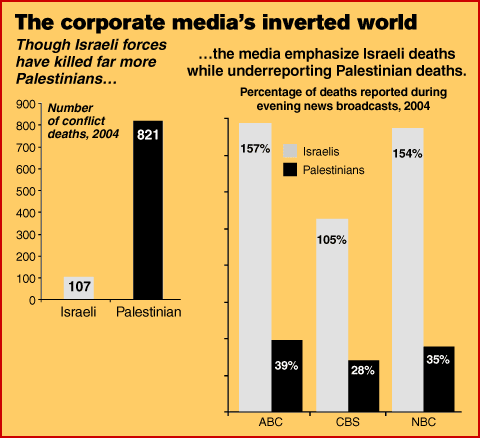 The corporate media's inverted world
Though Israeli forces
have killed far more
Palestinians…
…the media emphasize Israeli deaths
while underreporting Palestinian deaths.
Number
of conflict
deaths, 2004
900
800
700
600
500
400
300
200
100
0
107
821
Israeli
Palestinian
Percentage of deaths reported during
evening news broadcasts, 2004
Israelis
Palestinians
157%
39%
105%
28%
154%
35%
ABC
CBS
NBC